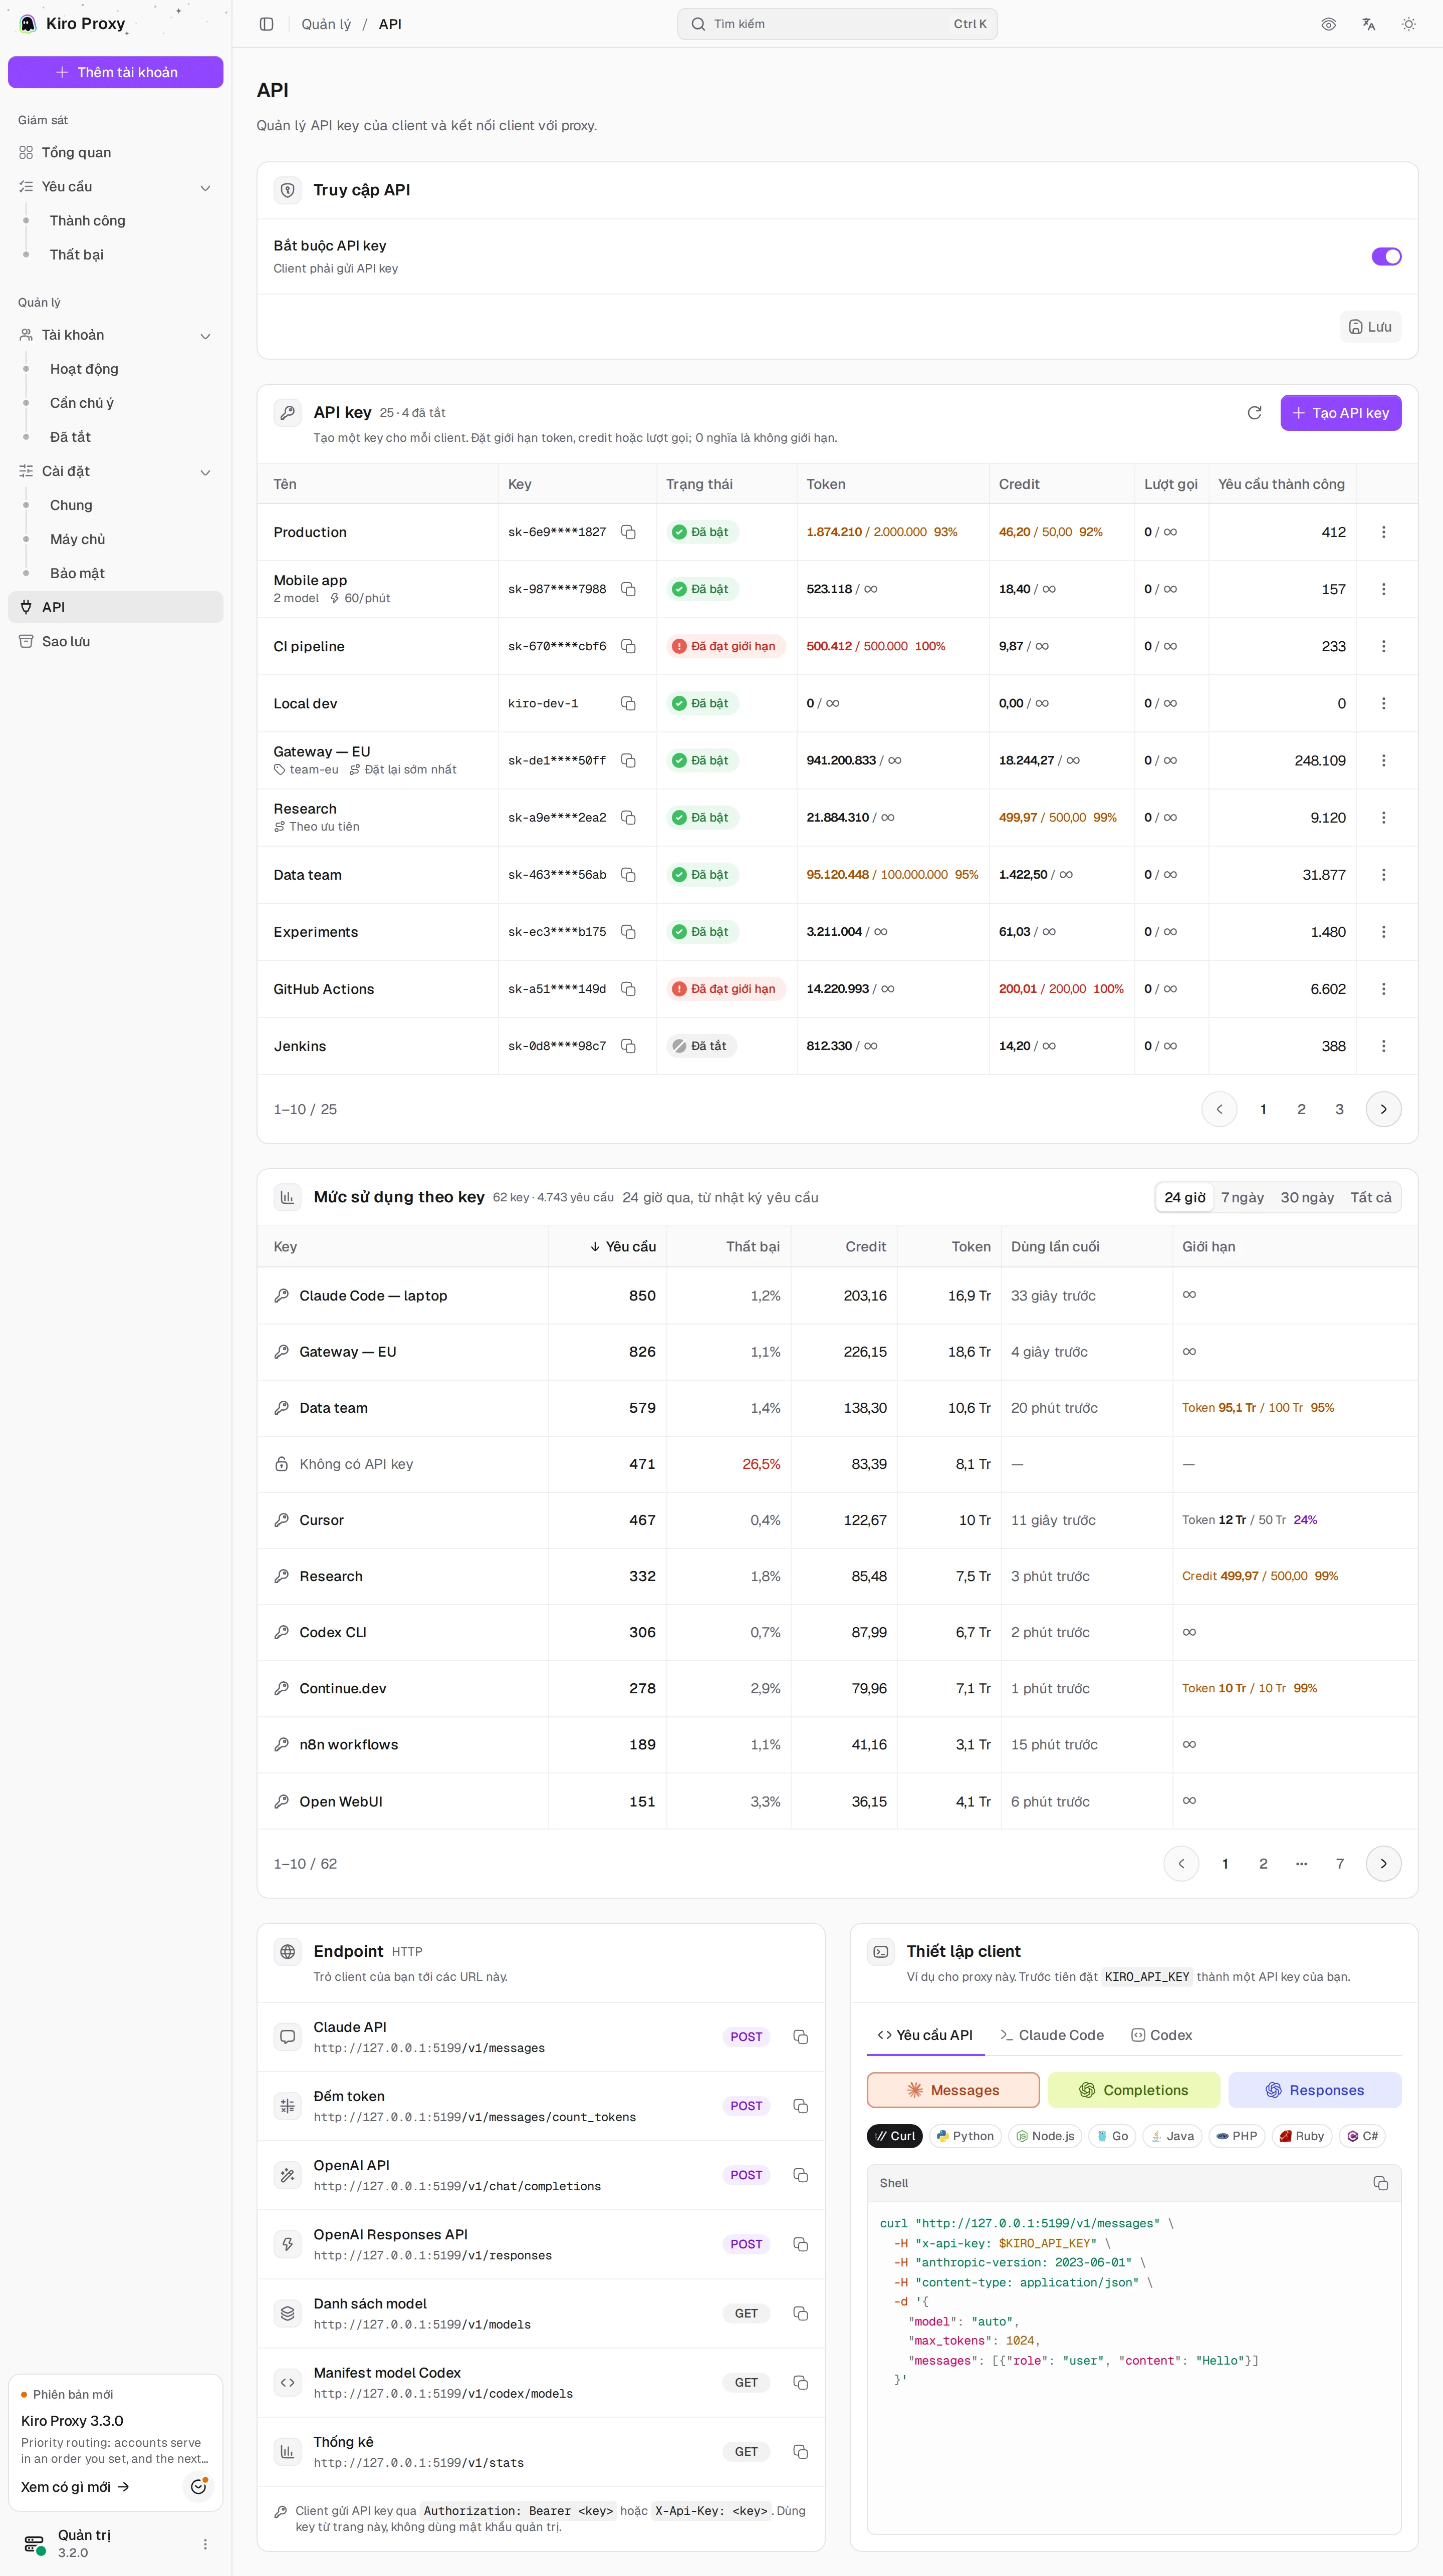 Kiro Proxy
Thêm tài khoản
Giám sát
Tổng quan
Yêu cầu
Thành công
Thất bại
Quản lý
Tài khoản
Hoạt động
Cần chú ý
Đã tắt
Cài đặt
Chung
Máy chủ
Bảo mật
API
Sao lưu
Phiên bản mới
Kiro Proxy 3.3.0
Priority routing: accounts serve
in an order you set, and the next...
Xem có gì mới →
Quản trị
3.2.0
Quản lý / API
Tìm kiếm Ctrl K
API
Quản lý API key của client và kết nối client với proxy.
Truy cập API
Bắt buộc API key
Client phải gửi API key
Lưu
API key 25 · 4 đã tắt
Tạo API key
Tạo một key cho mỗi client. Đặt giới hạn token, credit hoặc lượt gọi; 0 nghĩa là không giới hạn.
Tên Key Trạng thái Token Credit Lượt gọi Yêu cầu thành công
Production sk-6e9****1827 Đã bật 1.874.210 / 2.000.000 93% 46,20 / 50,00 92% 0 / ∞ 412
Mobile app sk-987****7988 Đã bật 523.118 / ∞ 18,40 / ∞ 0 / ∞ 157
2 model 60/phút
CI pipeline sk-670****cbf6 Đã đạt giới hạn 500.412 / 500.000 100% 9,87 / ∞ 0 / ∞ 233
Local dev kiro-dev-1 Đã bật 0 / ∞ 0,00 / ∞ 0 / ∞ 0
Gateway — EU sk-de1****50ff Đã bật 941.200.833 / ∞ 18.244,27 / ∞ 0 / ∞ 248.109
team-eu Đặt lại sớm nhất
Research sk-a9e****2ea2 Đã bật 21.884.310 / ∞ 499,97 / 500,00 99% 0 / ∞ 9.120
Theo ưu tiên
Data team sk-463****56ab Đã bật 95.120.448 / 100.000.000 95% 1.422,50 / ∞ 0 / ∞ 31.877
Experiments sk-ec3****b175 Đã bật 3.211.004 / ∞ 61,03 / ∞ 0 / ∞ 1.480
GitHub Actions sk-a51****149d Đã đạt giới hạn 14.220.993 / ∞ 200,01 / 200,00 100% 0 / ∞ 6.602
Jenkins sk-0d8****98c7 Đã tắt 812.330 / ∞ 14,20 / ∞ 0 / ∞ 388
1–10 / 25
1 2 3
Mức sử dụng theo key 62 key · 4.743 yêu cầu 24 giờ qua, từ nhật ký yêu cầu
24 giờ 7 ngày 30 ngày Tất cả
Key ↓ Yêu cầu Thất bại Credit Token Dùng lần cuối Giới hạn
Claude Code — laptop 850 1,2% 203,16 16,9 Tr 33 giây trước ∞
Gateway — EU 826 1,1% 226,15 18,6 Tr 4 giây trước ∞
Data team 579 1,4% 138,30 10,6 Tr 20 phút trước Token 95,1 Tr / 100 Tr 95%
Không có API key 471 26,5% 83,39 8,1 Tr — —
Cursor 467 0,4% 122,67 10 Tr 11 giây trước Token 12 Tr / 50 Tr 24%
Research 332 1,8% 85,48 7,5 Tr 3 phút trước Credit 499,97 / 500,00 99%
Codex CLI 306 0,7% 87,99 6,7 Tr 2 phút trước ∞
Continue.dev 278 2,9% 79,96 7,1 Tr 1 phút trước Token 10 Tr / 10 Tr 99%
n8n workflows 189 1,1% 41,16 3,1 Tr 15 phút trước ∞
Open WebUI 151 3,3% 36,15 4,1 Tr 6 phút trước ∞
1–10 / 62
1 2 ··· 7
Endpoint HTTP
Trỏ client của bạn tới các URL này.
Claude API
http://127.0.0.1:5199/v1/messages
POST
Đếm token
http://127.0.0.1:5199/v1/messages/count_tokens
POST
OpenAI API
http://127.0.0.1:5199/v1/chat/completions
POST
OpenAI Responses API
http://127.0.0.1:5199/v1/responses
POST
Danh sách model
http://127.0.0.1:5199/v1/models
GET
Manifest model Codex
http://127.0.0.1:5199/v1/codex/models
GET
Thống kê
http://127.0.0.1:5199/v1/stats
GET
Client gửi API key qua Authorization: Bearer <key> hoặc X-Api-Key: <key>. Dùng
key từ trang này, không dùng mật khẩu quản trị.
Thiết lập client
Ví dụ cho proxy này. Trước tiên đặt KIRO_API_KEY thành một API key của bạn.
Yêu cầu API Claude Code Codex
Messages Completions Responses
Curl Python Node.js Go Java PHP Ruby C#
Shell
curl "http://127.0.0.1:5199/v1/messages" \
-H "x-api-key: $KIRO_API_KEY" \
-H "anthropic-version: 2023-06-01" \
-H "content-type: application/json" \
-d '{
"model": "auto",
"max_tokens": 1024,
"messages": [{"role": "user", "content": "Hello"}]
}'